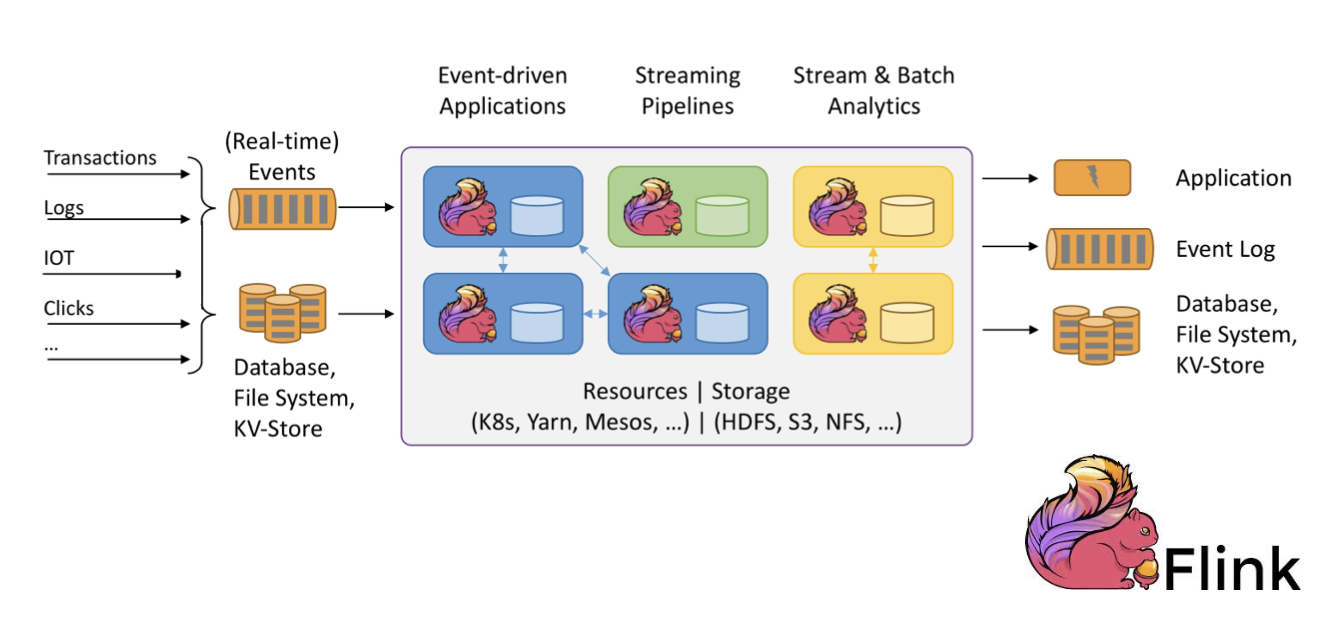 Event-driven
Applications
Streaming
Pipelines
Stream & Batch
Analytics
Transactions
Logs
IOT
Clicks
...
(Real-time)
Events
Database,
File System,
KV-Store
Resources | Storage
(K8s, Yarn, Mesos, ...) | (HDFS, S3, NFS, ...)
Application
Event Log
Database,
File System,
KV-Store
Flink